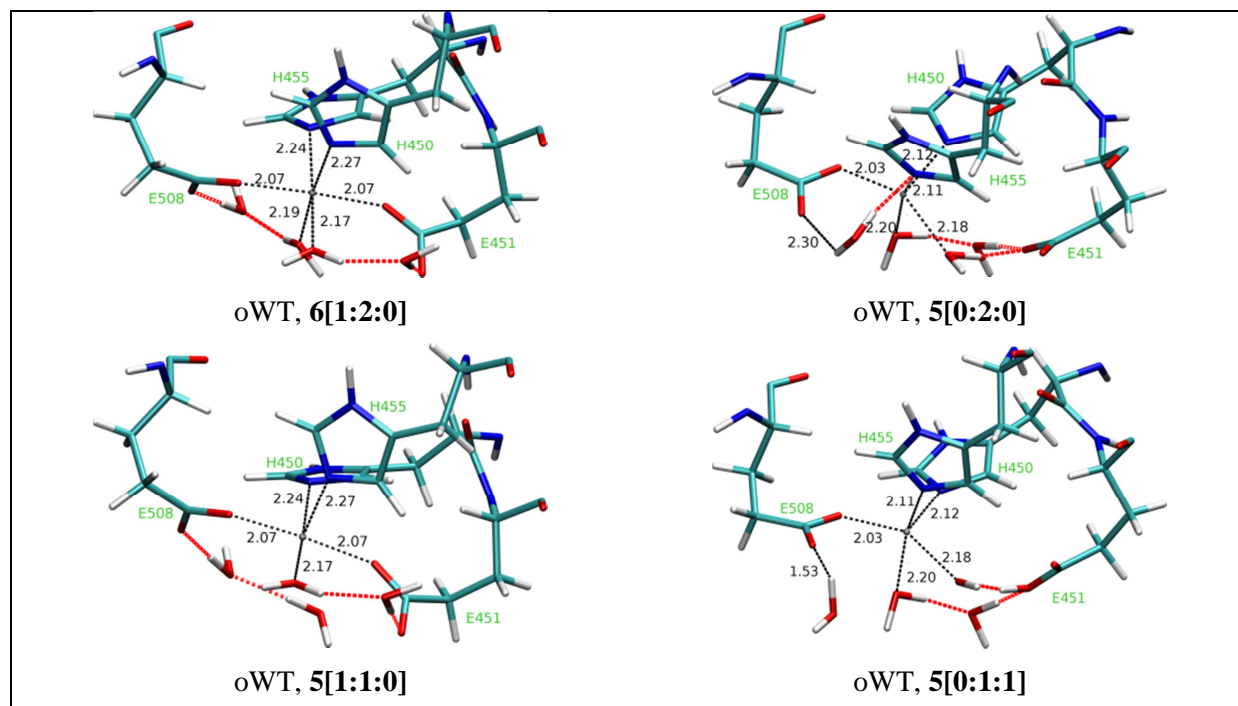 H455
2.24
2.27
H450
2.07
2.07
E508
2.19
2.17
E451
oWT, 6[1:2:0]
H450
2.12
2.03
H455
E508
2.11
2.20
2.18
2.30
E451
oWT, 5[0:2:0]
H455
H450
2.24
2.27
E508
2.07
2.07
2.17
E451
oWT, 5[1:1:0]
H455
H450
2.11
E508
2.12
2.03
2.18
1.53
2.20
E451
oWT, 5[0:1:1]